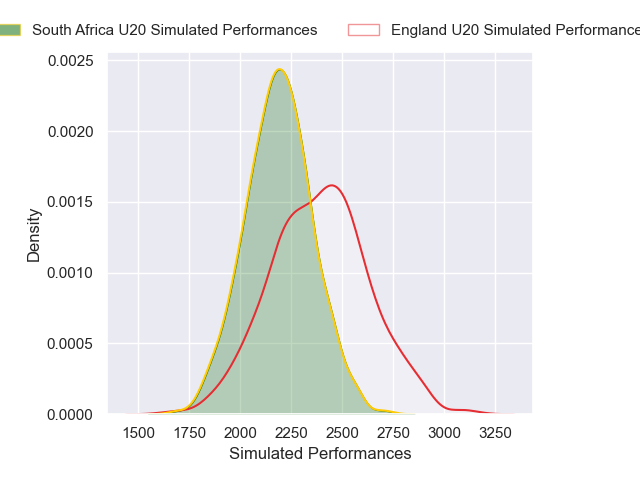 South Africa U20 Simulated Performances
England U20 Simulated Performance
0.0025
0.0020
0.0015
0.0010
0.0005
0.0000
Density
1500 1750 2000 2250 2500 2750 3000 3250
Simulated Performances